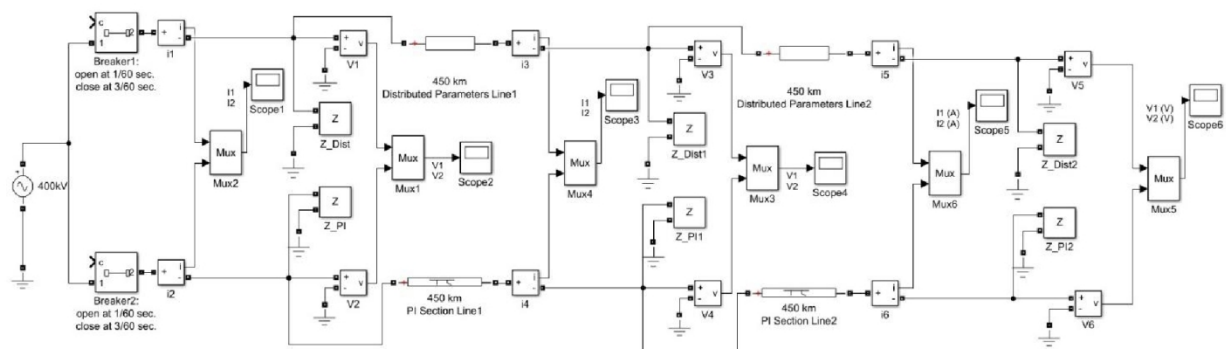 c
1
2
Breaker1:
open at 1/60 sec.
close at 3/60 sec.
+
-
i
i1
I1
I2
Scope1
Mux
Mux2
+
-
v
V1
Z
Z_Dist
Mux
Mux1
V1
V2
Scope2
Z
Z_PI
400kV
c
1
2
Breaker2:
open at 1/60 sec.
close at 3/60 sec.
+
-
i
i2
+
-
v
V2
450 km
Distributed Parameters Line1
450 km
PI Section Line1
+
-
i
i3
I1
I2
Scope3
Mux
Mux4
+
-
i
i4
+
-
v
V3
Z
Z_Dist1
Mux
Mux3
V1
V2
Scope4
Z
Z_PI1
+
-
v
V4
450 km
Distributed Parameters Line2
450 km
PI Section Line2
+
-
i
i5
I1 (A)
I2 (A)
Scope5
Mux
Mux6
+
-
i
i6
+
-
v
V5
Z
Z_Dist2
Z
Z_PI2
+
-
v
V6
V1 (V)
V2 (V)
Scope6
Mux
Mux5